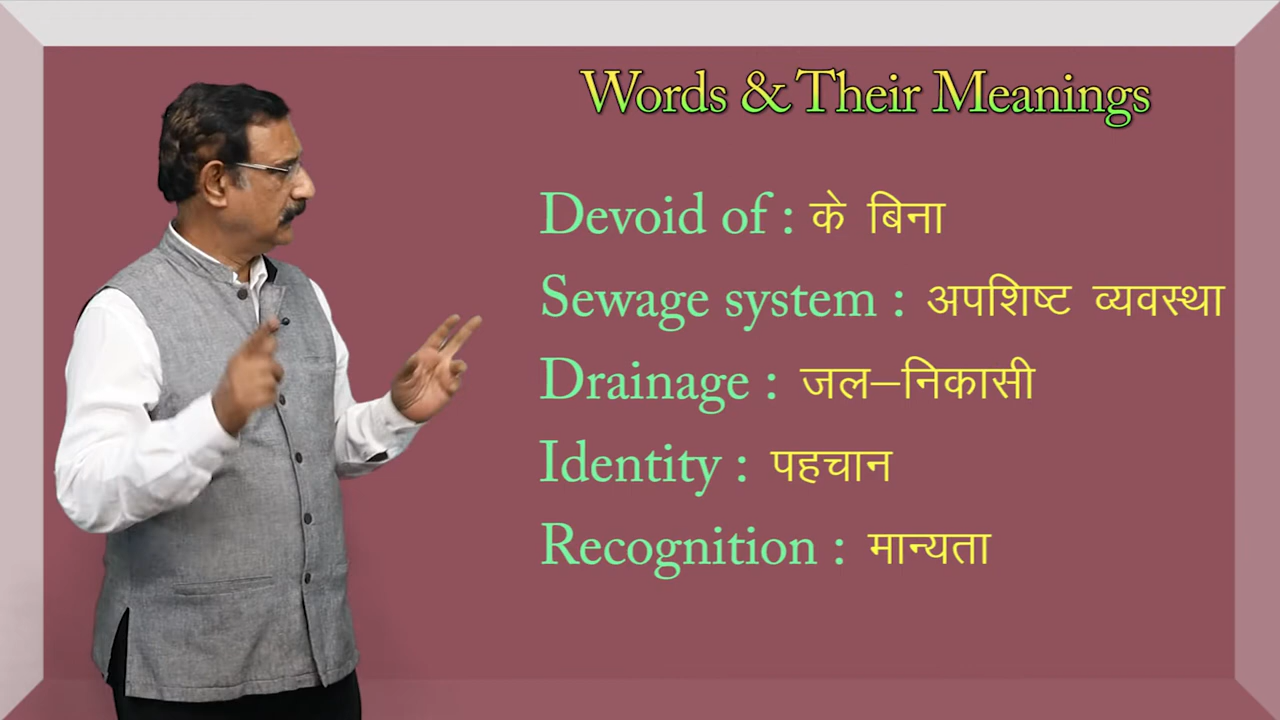 Words & Their Meanings
Devoid of : के बिना
Sewage system : अपशिष्ट व्यवस्था
Drainage : जल–निकासी
Identity : पहचान
Recognition : मान्यता